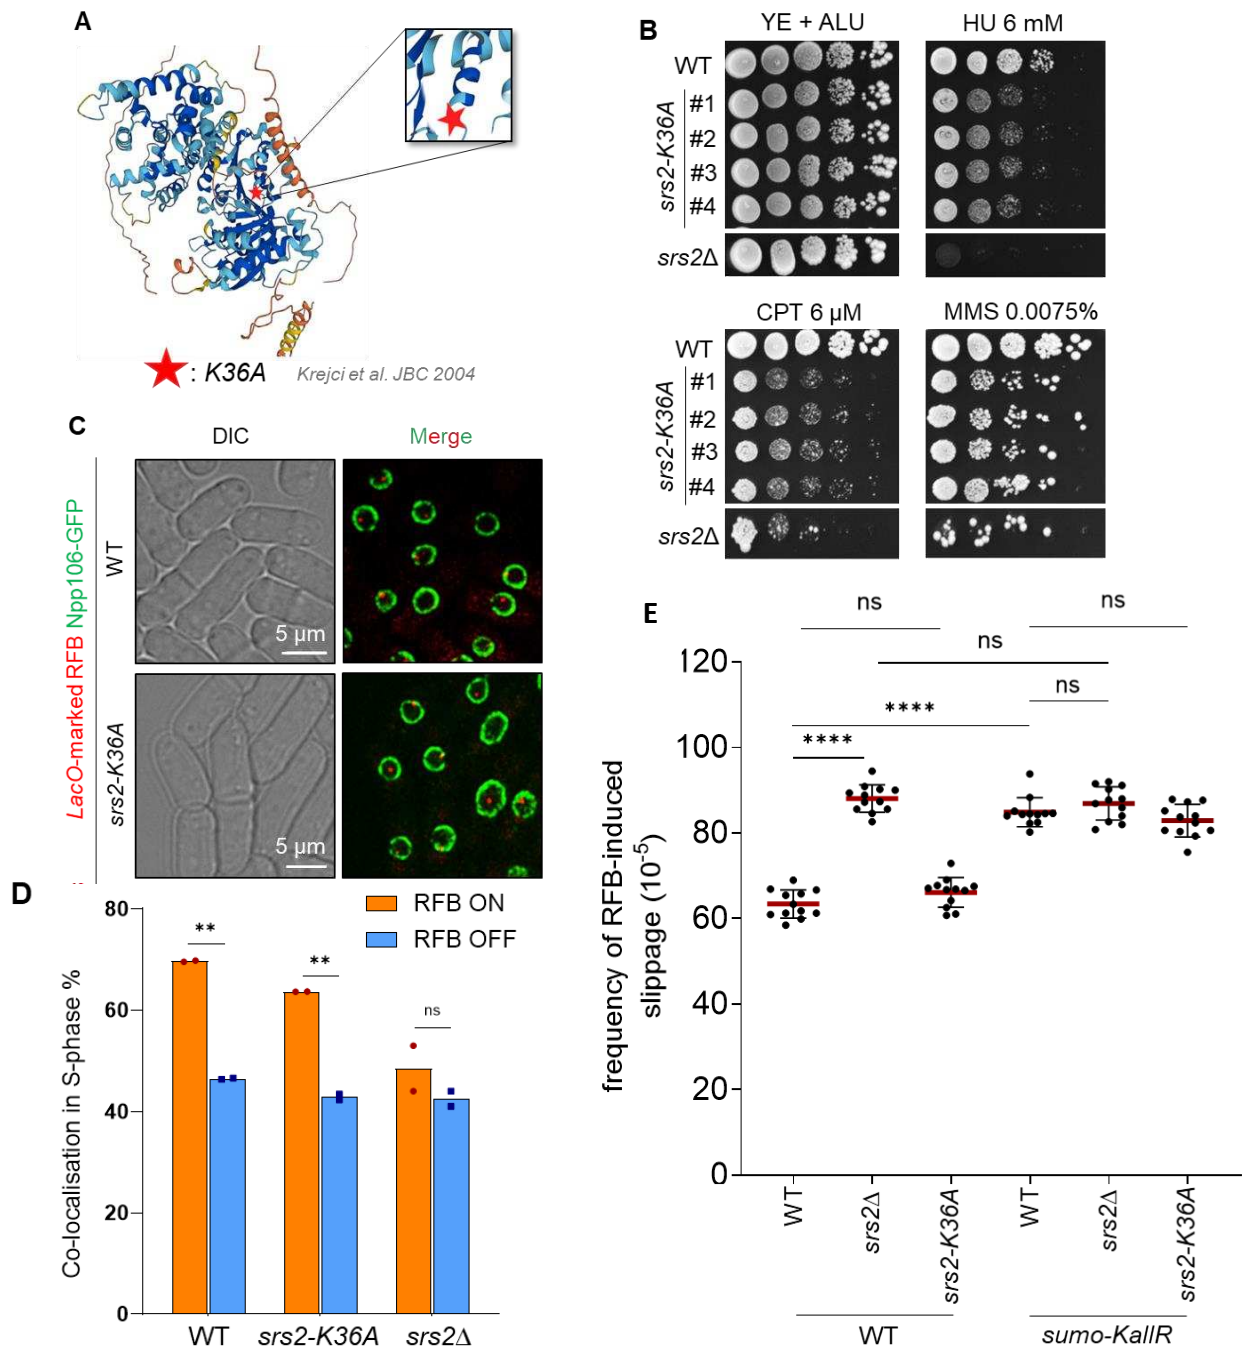 A
: K36A
Krejci et al. JBC 2004
B
YE + ALU
HU 6 mM
WT
srs2-K36A
#1
#2
#3
#4
srs2Δ
CPT 6 µM
MMS 0.0075%
WT
srs2-K36A
#1
#2
#3
#4
srs2Δ
C
DIC
Merge
LacO-marked RFB Npp106-GFP
WT
5 µm
srs2-K36A
5 µm
D
Co-localisation in S-phase %
80
60
40
20
0
RFB ON
RFB OFF
**
**
ns
WT
srs2-K36A
srs2Δ
E
frequency of RFB-induced
slippage (10-5)
120
100
80
60
40
20
0
ns
ns
ns
ns
****
****
WT
srs2Δ
srs2-K36A
WT
srs2Δ
srs2-K36A
WT
sumo-KallR